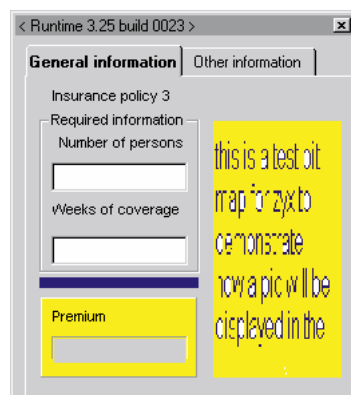 < Runtime 3.25 build 0023 >
General information Other information
Insurance policy 3
Required information
Number of persons
Weeks of coverage
Premium
this is a test bit
map for zyx to
demonstrate
how a pic will be
displayed in the